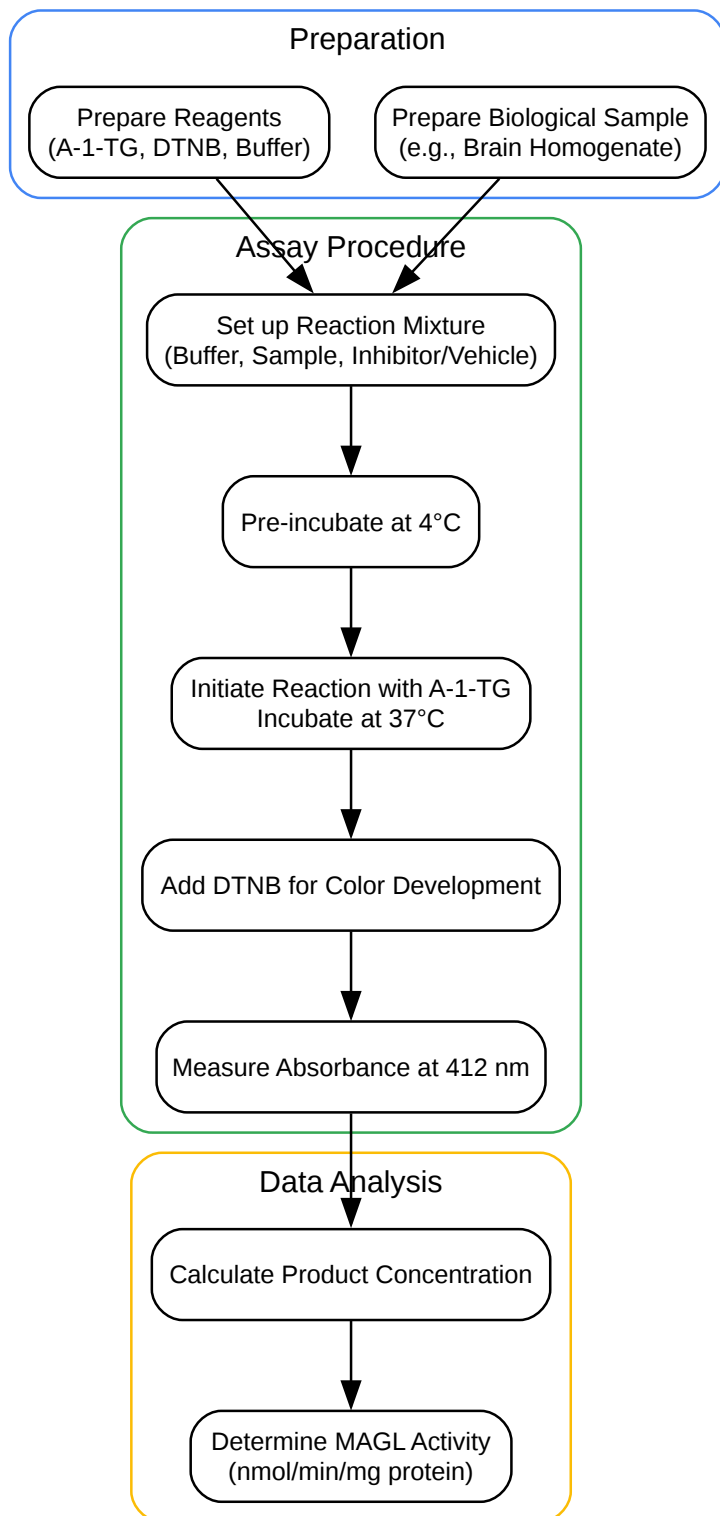 Preparation
Prepare Reagents
(A-1-TG, DTNB, Buffer)
Prepare Biological Sample
(e.g., Brain Homogenate)
Assay Procedure
Set up Reaction Mixture
(Buffer, Sample, Inhibitor/Vehicle)
Pre-incubate at 4°C
Initiate Reaction with A-1-TG
Incubate at 37°C
Add DTNB for Color Development
Measure Absorbance at 412 nm
Data Analysis
Calculate Product Concentration
Determine MAGL Activity
(nmol/min/mg protein)